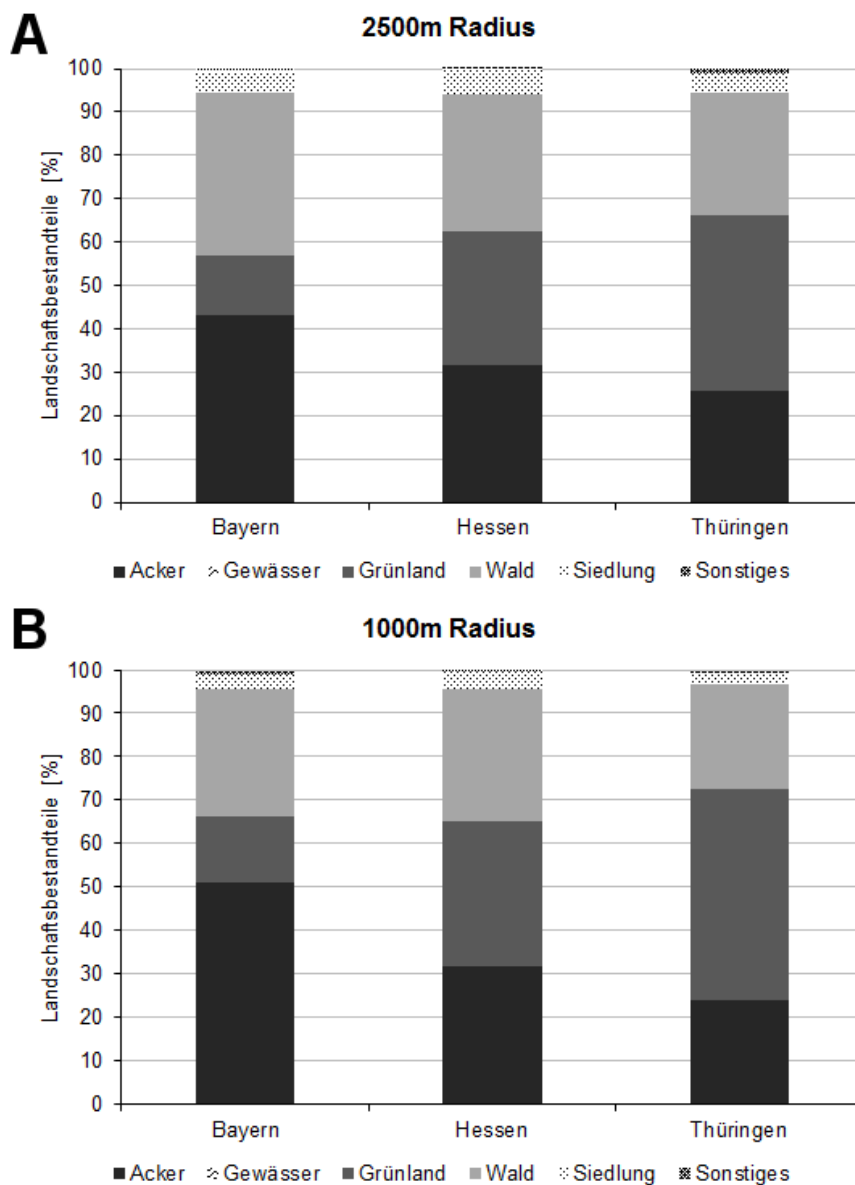 A
2500m Radius
Landschaftsbestandteile [%]
100
90
80
70
60
50
40
30
20
10
0
Bayern Hessen Thüringen
Acker Gewässer Grünland Wald Siedlung Sonstiges
B
1000m Radius
Landschaftsbestandteile [%]
100
90
80
70
60
50
40
30
20
10
0
Bayern Hessen Thüringen
Acker Gewässer Grünland Wald Siedlung Sonstiges